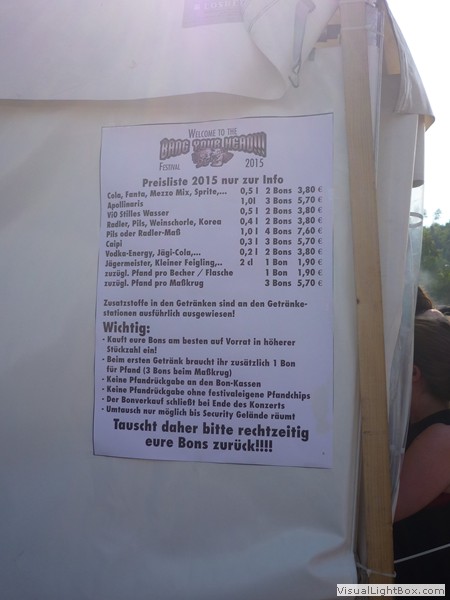 WELCOME TO THE
BANG YOUR HEAD!!!
FESTIVAL 2015
Preisliste 2015 nur zur Info
Cola, Fanta, Mezzo Mix, Sprite,... 0,5 l 2 Bons 3,80 €
Apollinaris 1,0l 3 Bons 5,70 €
ViO Stilles Wasser 0,5 l 2 Bons 3,80 €
Radler, Pils, Weinschorle, Korea 0,4 l 2 Bons 3,80 €
Pils oder Radler-Maß 1,0 l 4 Bons 7,60 €
Caipi 0,3 l 3 Bons 5,70 €
Vodka-Energy, Jägi-Cola,... 0,2 l 2 Bons 3,80 €
Jägermeister, Kleiner Feigling,.. 2 cl 1 Bon 1,90 €
zuzügl. Pfand pro Becher / Flasche 1 Bon 1,90 €
zuzügl. Pfand pro Maßkrug 3 Bons 5,70 €
Zusatzstoffe in den Getränken sind an den Getränke-
stationen ausführlich ausgewiesen!
Wichtig:
- Kauft eure Bons am besten auf Vorrat in höherer
Stückzahl ein!
- Beim ersten Getränk braucht ihr zusätzlich 1 Bon
für Pfand (3 Bons beim Maßkrug)
- Keine Pfandrückgabe an den Bon-Kassen
- Keine Pfandrückgabe ohne festivaleigene Pfandchips
- Der Bonverkauf schließt bei Ende des Konzerts
- Umtausch nur möglich bis Security Gelände räumt
Tauscht daher bitte rechtzeitig
eure Bons zurück!!!!
VisualLightBox.com